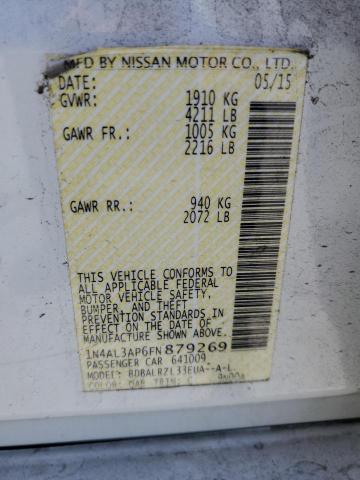 MFD BY NISSAN MOTOR CO., LTD.
DATE: 05/15
GVWR: 1910 KG
4211 LB
GAWR FR.: 1005 KG
2216 LB
GAWR RR.: 940 KG
2072 LB
THIS VEHICLE CONFORMS TO
ALL APPLICABLE FEDERAL
MOTOR VEHICLE SAFETY,
BUMPER, AND THEFT
PREVENTION STANDARDS IN
EFFECT ON THE DATE OF
MANUFACTURE SHOWN ABOVE.
1N4AL3AP6FN879269
PASSENGER CAR 641009
MODEL: BDBALRZL33EUA--A-L
COLOR: TRIM: C